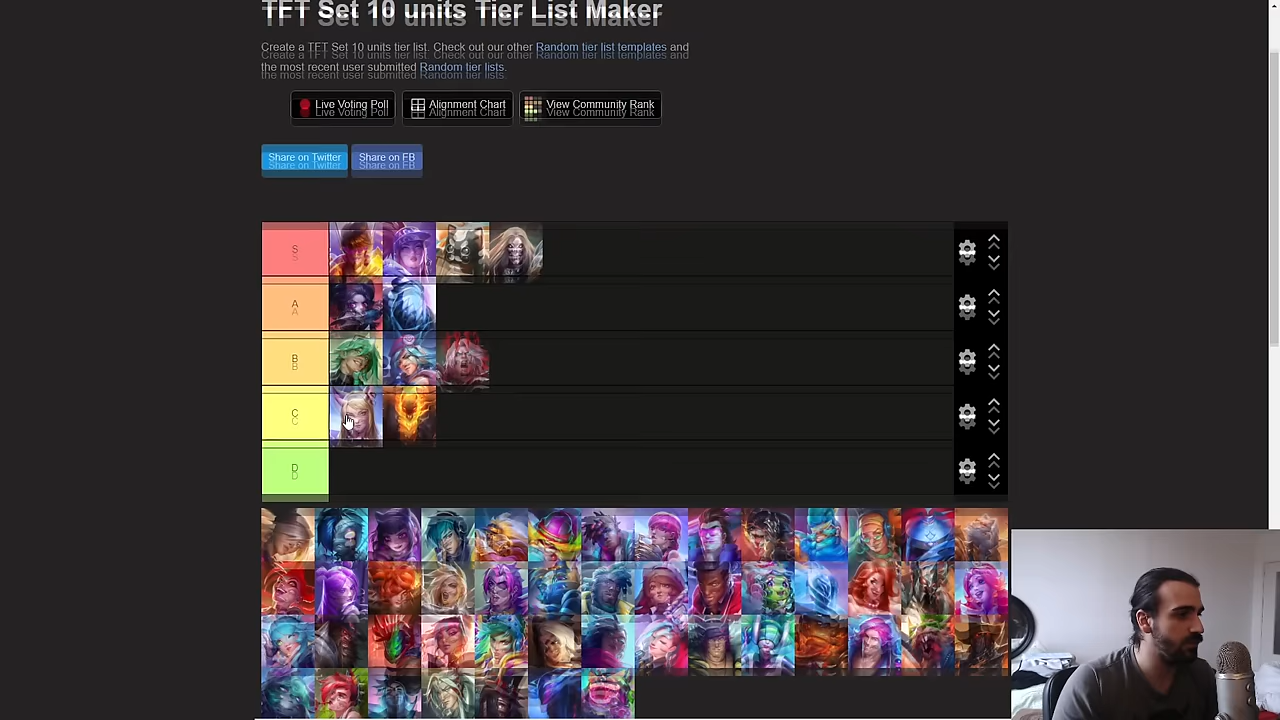 TFT Set 10 units Tier List Maker
Create a TFT Set 10 units tier list. Check out our other Random tier list templates and
the most recent user submitted Random tier lists.
Live Voting Poll Alignment Chart View Community Rank
Share on Twitter Share on FB
S
A
B
C
D